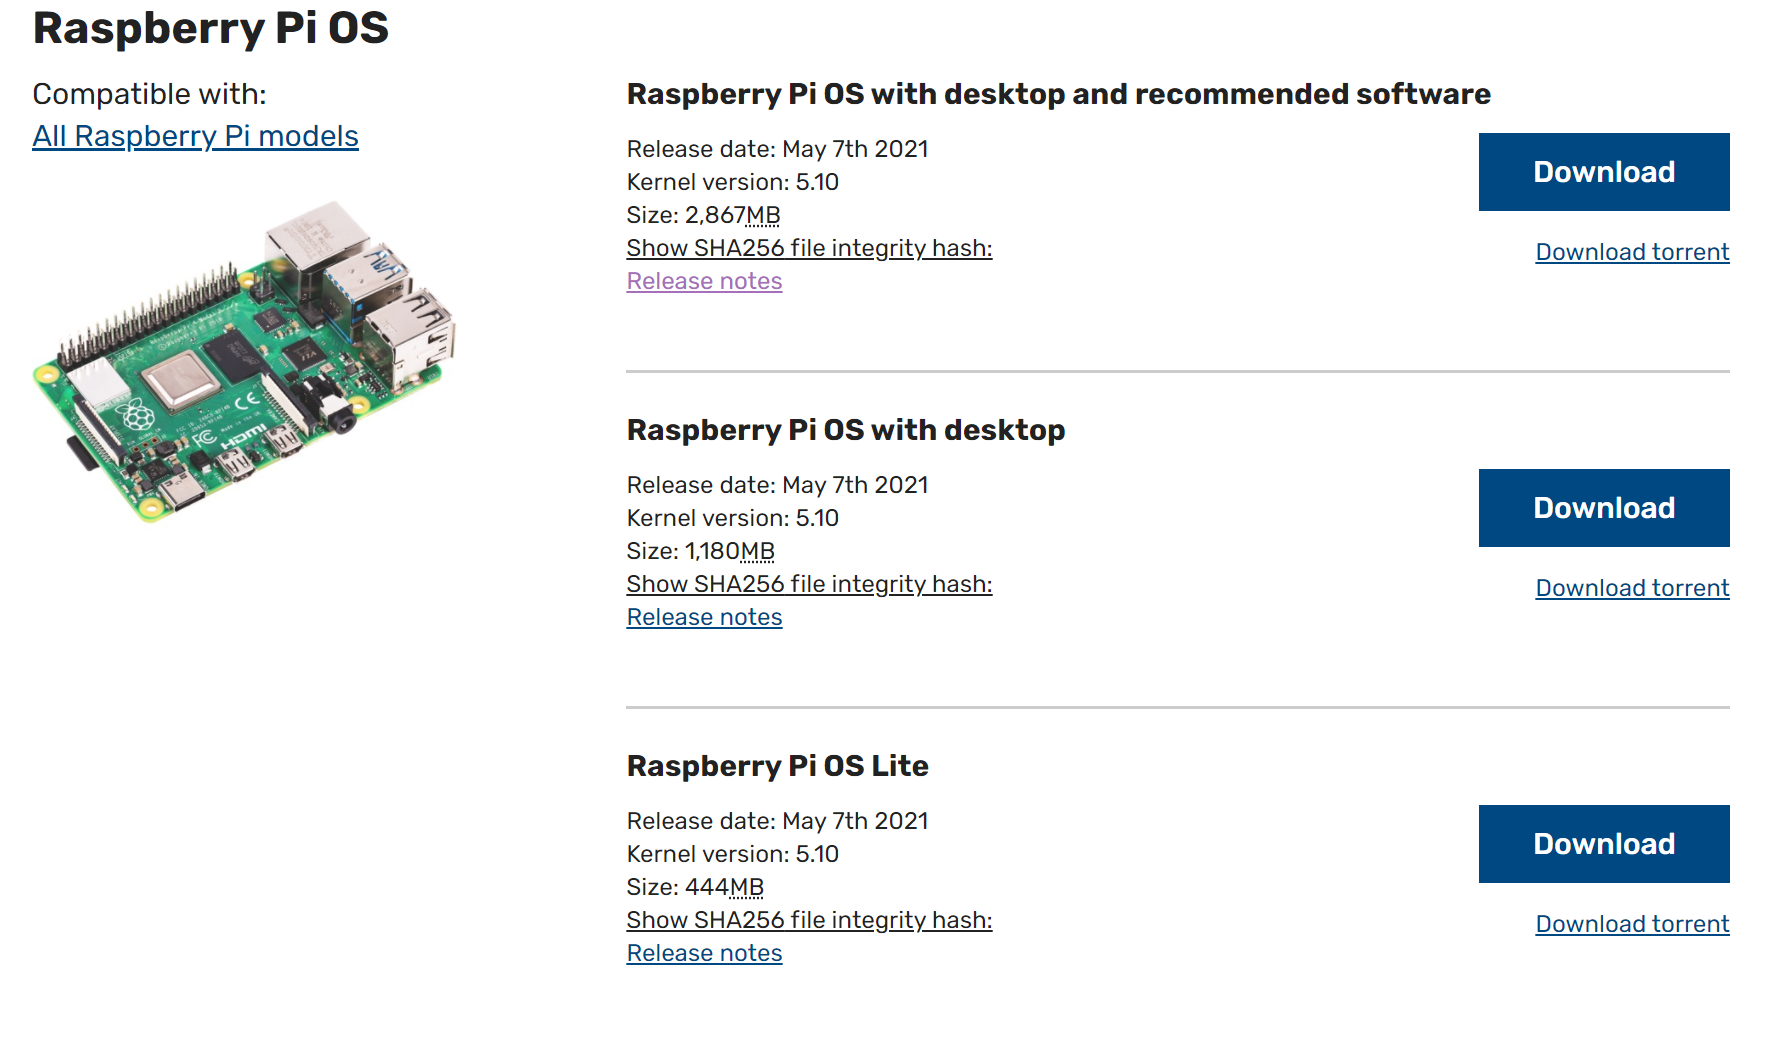 Raspberry Pi OS
Compatible with:
All Raspberry Pi models
HDMI
Raspberry Pi OS with desktop and recommended software
Release date: May 7th 2021
Kernel version: 5.10
Size: 2,867MB
Show SHA256 file integrity hash:
Release notes
Download
Download torrent
Raspberry Pi OS with desktop
Release date: May 7th 2021
Kernel version: 5.10
Size: 1,180MB
Show SHA256 file integrity hash:
Release notes
Download
Download torrent
Raspberry Pi OS Lite
Release date: May 7th 2021
Kernel version: 5.10
Size: 444MB
Show SHA256 file integrity hash:
Release notes
Download
Download torrent